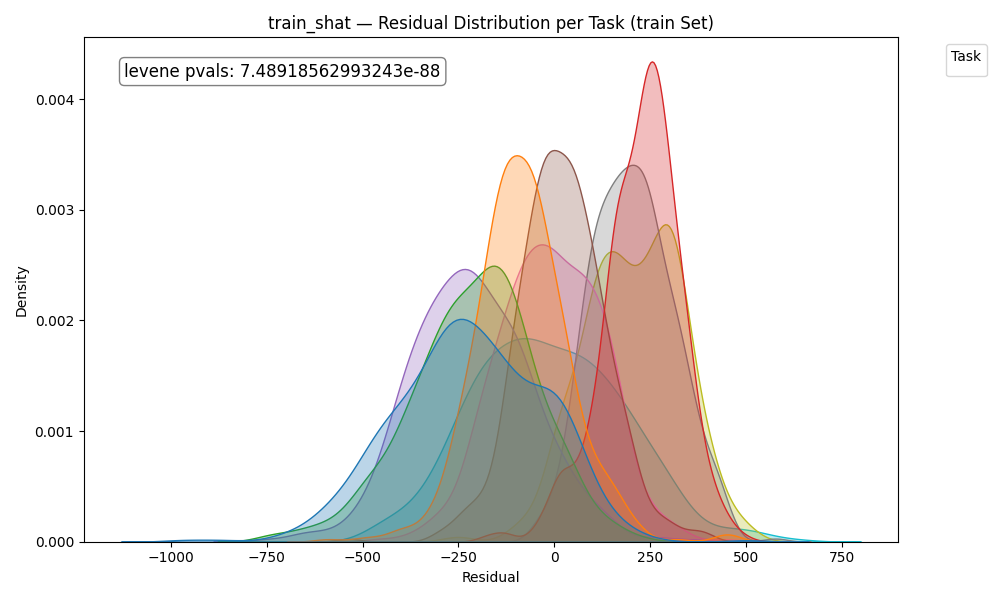 train_shat — Residual Distribution per Task (train Set)
levene pvals: 7.48918562993243e-88
Task
0.004
0.003
0.002
0.001
0.000
Density
−1000
−750
−500
−250
0
250
500
750
Residual